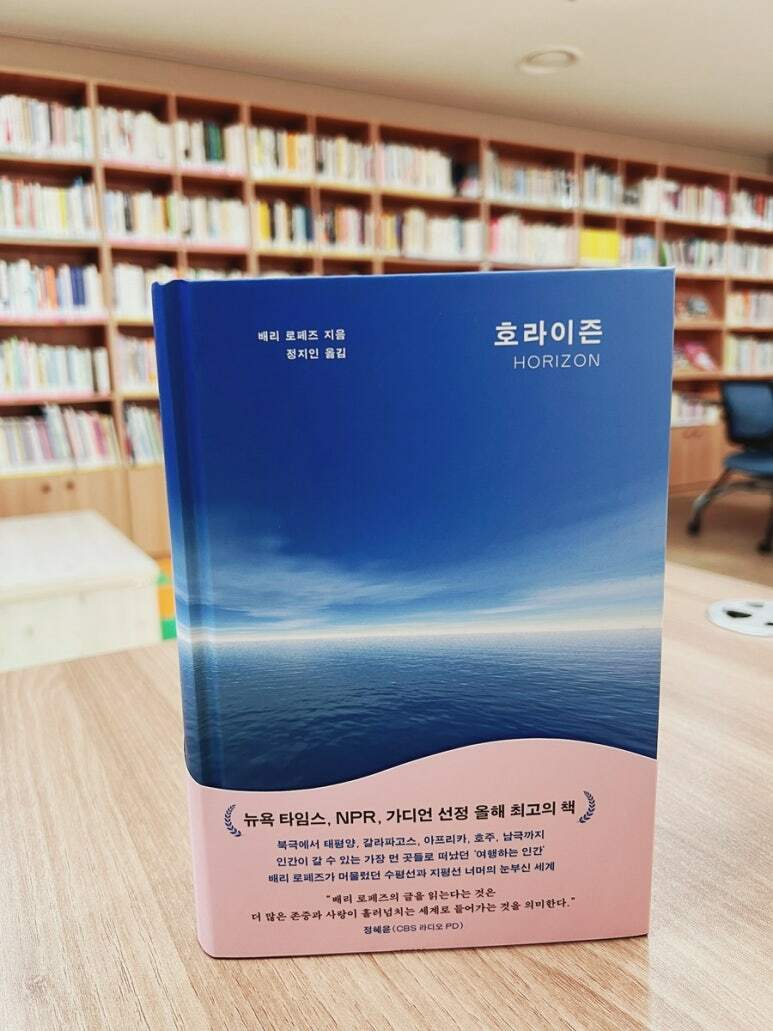 배리 로페즈 지음
정지인 옮김
호라이즌
HORIZON
뉴욕 타임스, NPR, 가디언 선정 올해 최고의 책
북극에서 태평양, 갈라파고스, 아프리카, 호주, 남극까지
인간이 갈 수 있는 가장 먼 곳들로 떠났던 '여행하는 인간'
배리 로페즈가 머물렀던 수평선과 지평선 너머의 눈부신 세계
"배리 로페즈의 글을 읽는다는 것은
더 많은 존중과 사랑이 흘러넘치는 세계로 들어가는 것을 의미한다."
정혜윤(CBS 라디오 PD)